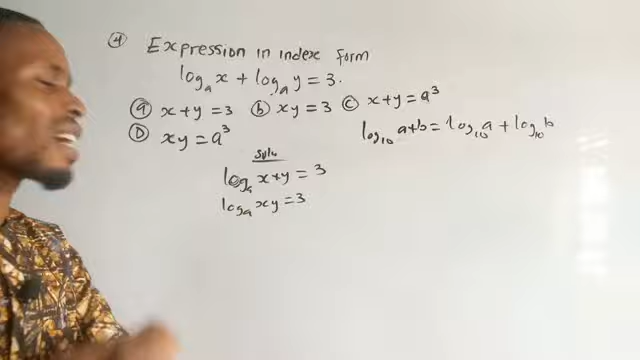 ④ Expression in index form
logₐ x + logₐ y = 3.
ⓐ x + y = 3 ⓑ xy = 3 ⓒ x + y = a³
Ⓓ xy = a³
log₁₀ a+b = log₁₀ a + log₁₀ b
Soln
logₐ x+y = 3
logₐ xy = 3